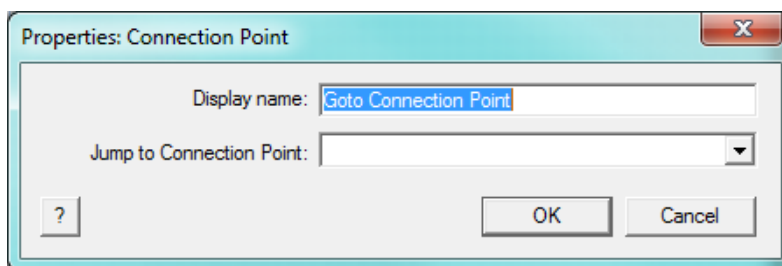 Properties: Connection Point
Display name: Goto Connection Point
Jump to Connection Point:
? OK Cancel